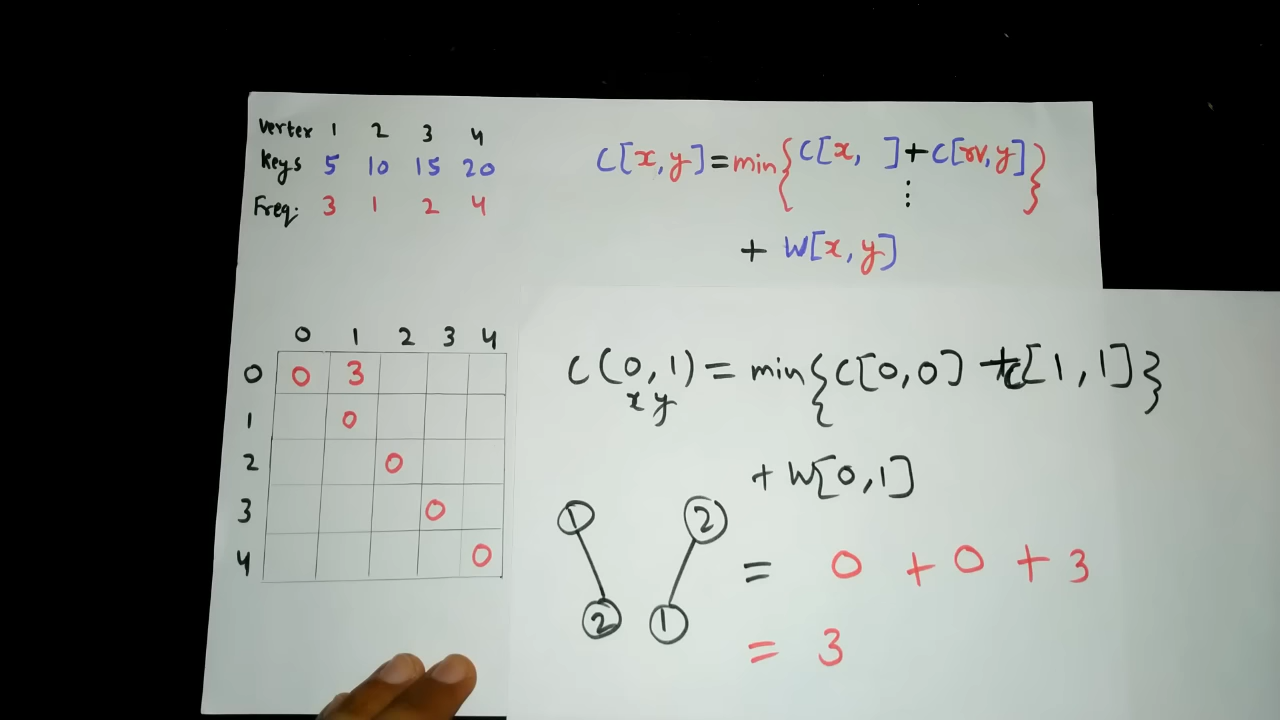 Vertex 1 2 3 4
Keys 5 10 15 20
Freq. 3 1 2 4
C[x,y]=min{C[x, ]+C[rv,y]}
⋮
+ W[x,y]
0 1 2 3 4
0 0 3
1 0
2 0
3 0
4 0
C(0,1)=min{C[0,0] +C[1,1]}
x y
+ W[0,1]
1 2
2 1
= 0 + 0 + 3
= 3